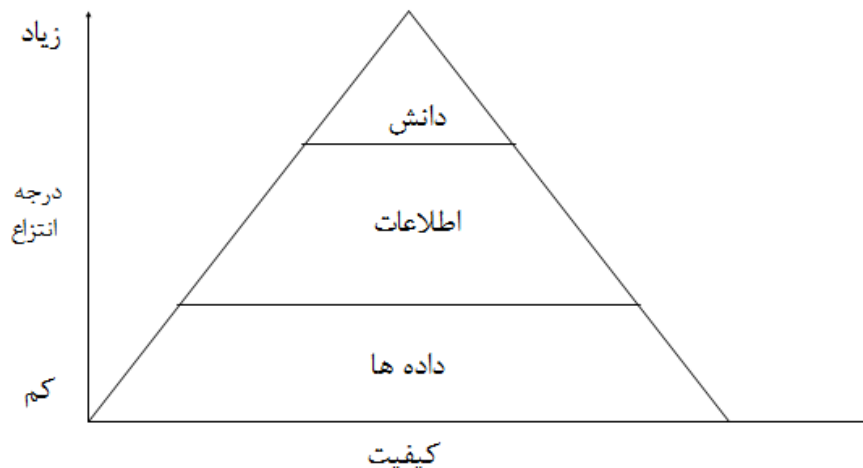 زیاد
دانش
درجه
انتزاع
اطلاعات
داده ها
کم
کیفیت